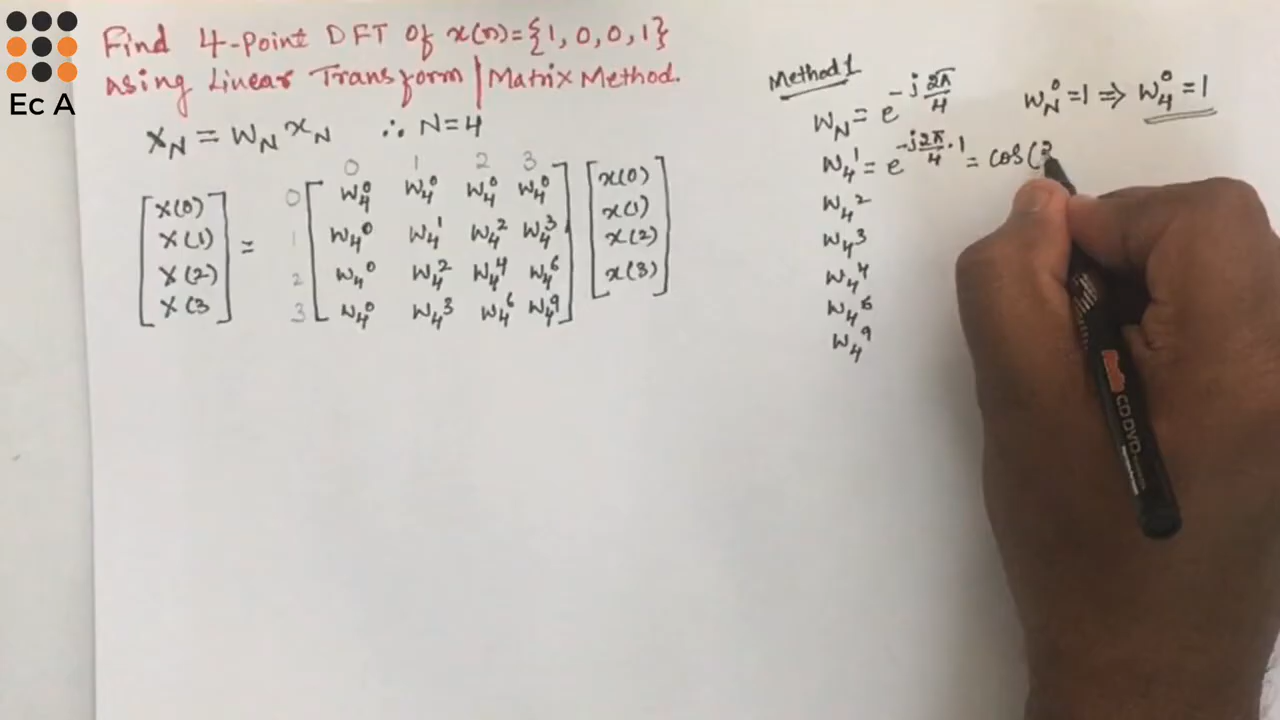 Find 4-Point DFT Of x(n)={1, 0, 0, 1}
using Linear Transform | Matrix Method.
Ec A
X_N = W_N x_N ∴ N=4
0 1 2 3
[X(0)] = 0 [W_4^0 W_4^0 W_4^0 W_4^0] [x(0)]
[X(1)] 1 [W_4^0 W_4^1 W_4^2 W_4^3] [x(1)]
[X(2)] 2 [W_4^0 W_4^2 W_4^4 W_4^6] [x(2)]
[X(3] 3 [W_4^0 W_4^3 W_4^6 W_4^9] [x(3)]
Method 1
W_N = e^{-j 2π/4} W_N^0 =1 ⇒ W_4^0 =1
W_4^1 = e^{-j 2π/4 · 1} = cos(2
W_4^2
W_4^3
W_4^4
W_4^6
W_4^9
CD DVD